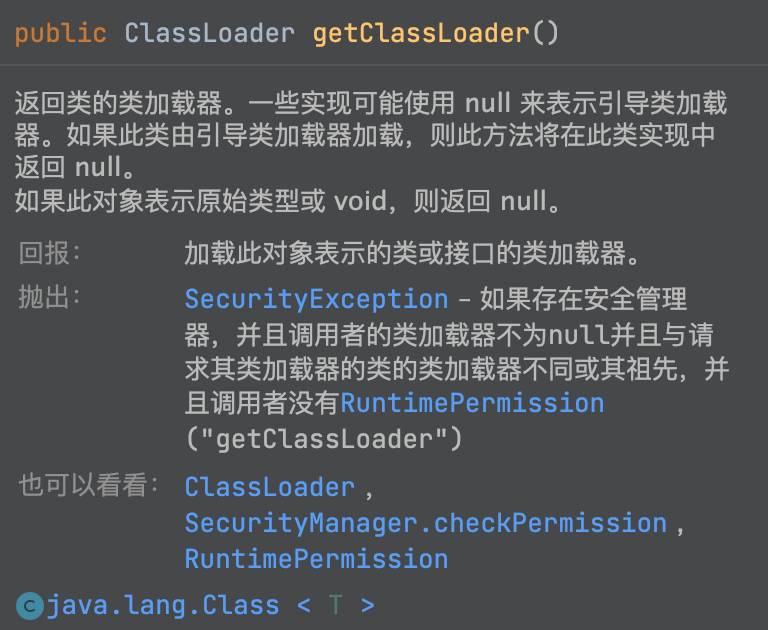 public ClassLoader getClassLoader()
返回类的类加载器。一些实现可能使用 null 来表示引导类加载
器。如果此类由引导类加载器加载，则此方法将在此类实现中
返回 null。
如果此对象表示原始类型或 void，则返回 null。
回报： 加载此对象表示的类或接口的类加载器。
抛出： SecurityException – 如果存在安全管理
器，并且调用者的类加载器不为null并且与请
求其类加载器的类的类加载器不同或其祖先，并
且调用者没有RuntimePermission
("getClassLoader")
也可以看看： ClassLoader ,
SecurityManager.checkPermission ,
RuntimePermission
C java.lang.Class < T >